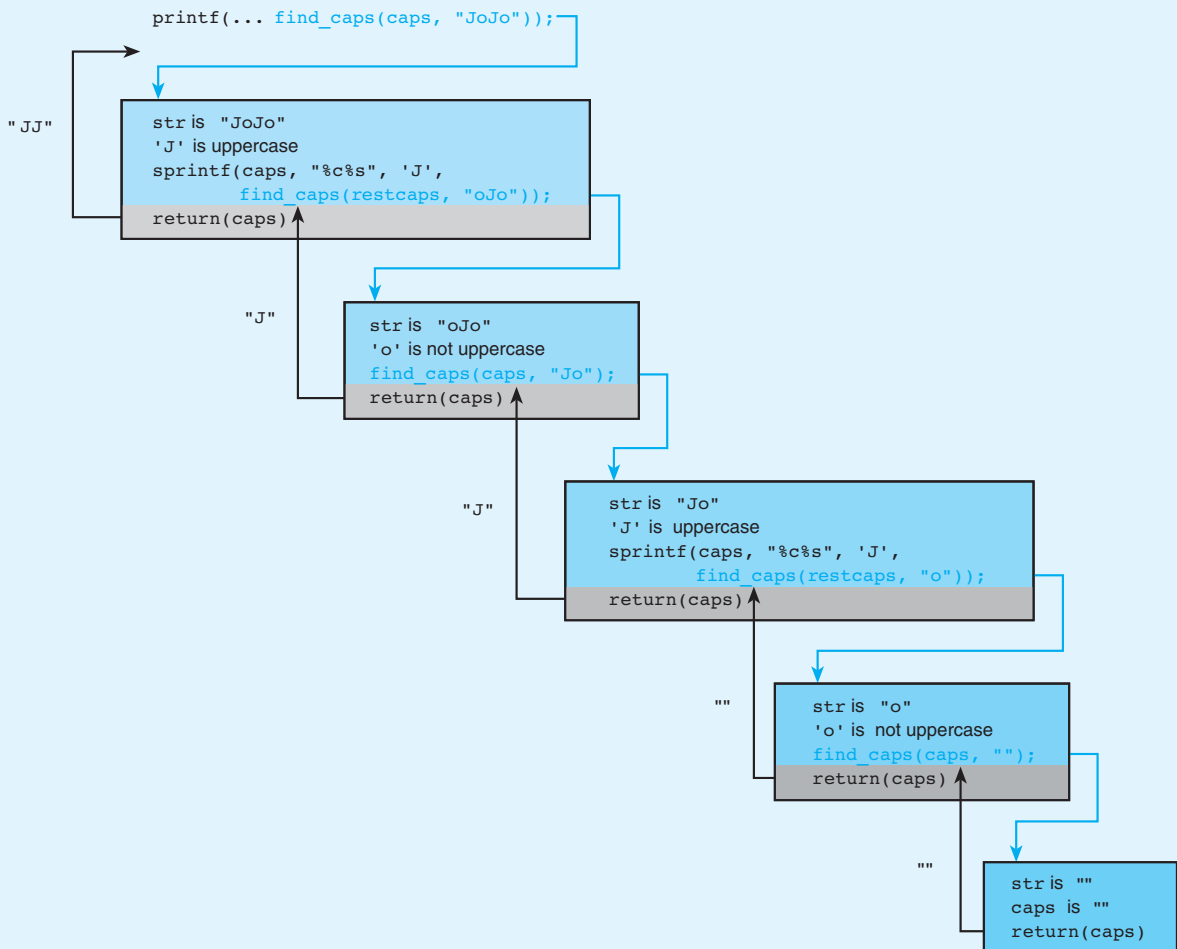 printf(... find_caps(caps, "JoJo"));
"JJ"
str is "JoJo"
'J' is uppercase
sprintf(caps, "%c%s", 'J',
find_caps(restcaps, "oJo"));
return(caps)
"J"
str is "oJo"
'o' is not uppercase
find_caps(caps, "Jo");
return(caps)
"J"
str is "Jo"
'J' is uppercase
sprintf(caps, "%c%s", 'J',
find_caps(restcaps, "o"));
return(caps)
""
str is "o"
'o' is not uppercase
find_caps(caps, "");
return(caps)
""
str is ""
caps is ""
return(caps)